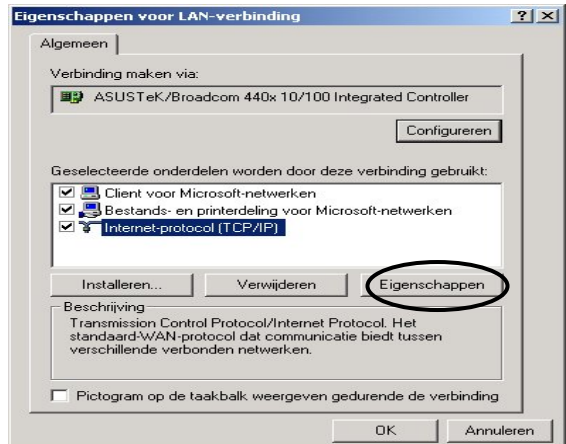 Eigenschappen voor LAN-verbinding
Algemeen
Verbinding maken via:
ASUSTeK/Broadcom 440x 10/100 Integrated Controller
Configureren
Geselecteerde onderdelen worden door deze verbinding gebruikt:
Client voor Microsoft-netwerken
Bestands- en printerdeling voor Microsoft-netwerken
Internet-protocol (TCP/IP)
Installeren...
Verwijderen
Eigenschappen
Beschrijving
Transmission Control Protocol/Internet Protocol. Het
standaard-WAN-protocol dat communicatie biedt tussen
verschillende verbonden netwerken.
Pictogram op de taakbalk weergeven gedurende de verbinding
OK
Annuleren